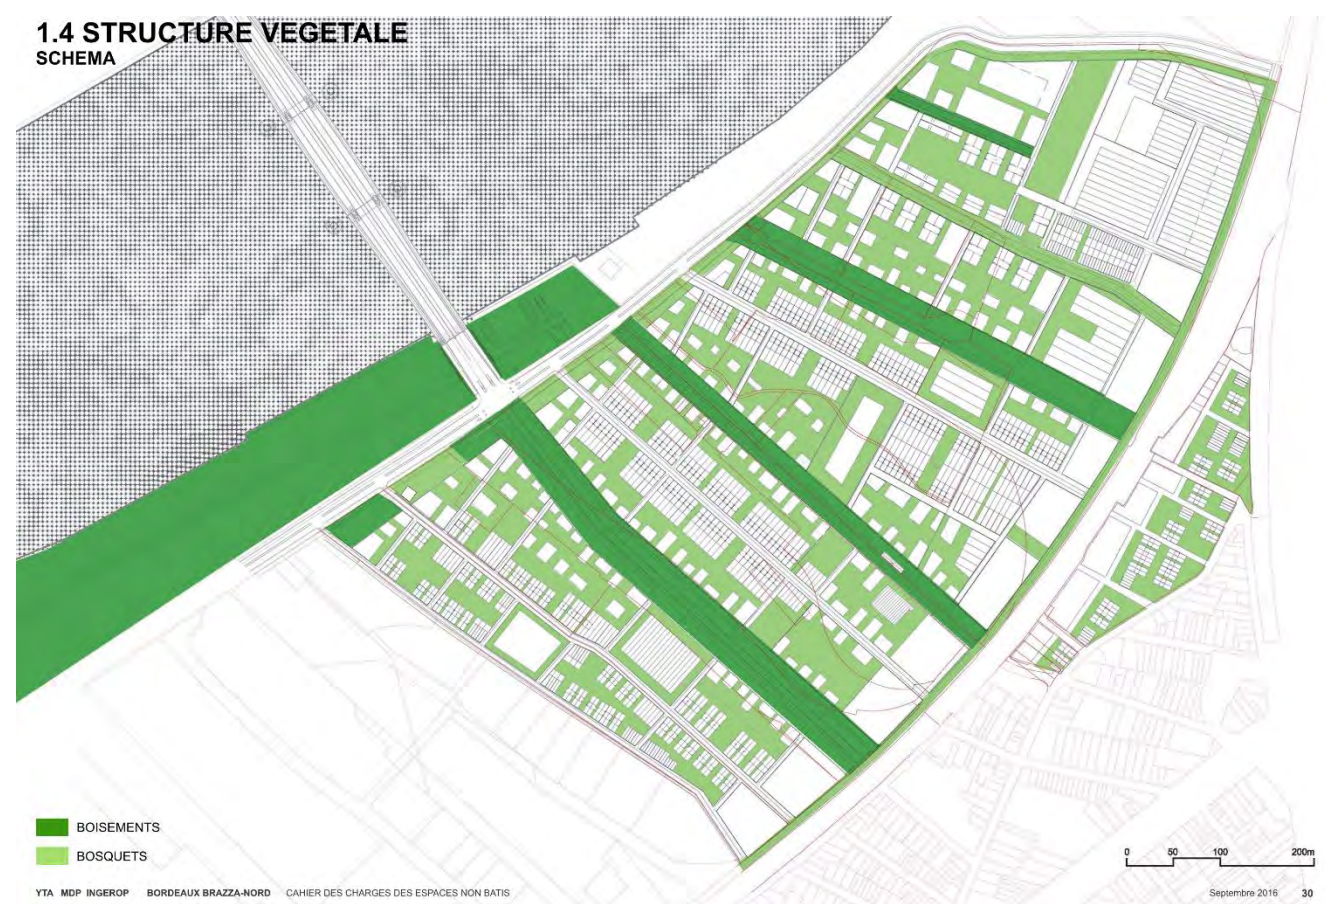 1.4 STRUCTURE VEGETALE
SCHEMA
BOISEMENTS
BOSQUETS
0 50 100 200m
YTA MDP INGEROP BORDEAUX BRAZZA-NORD CAHIER DES CHARGES DES ESPACES NON BATIS
Septembre 2016 30